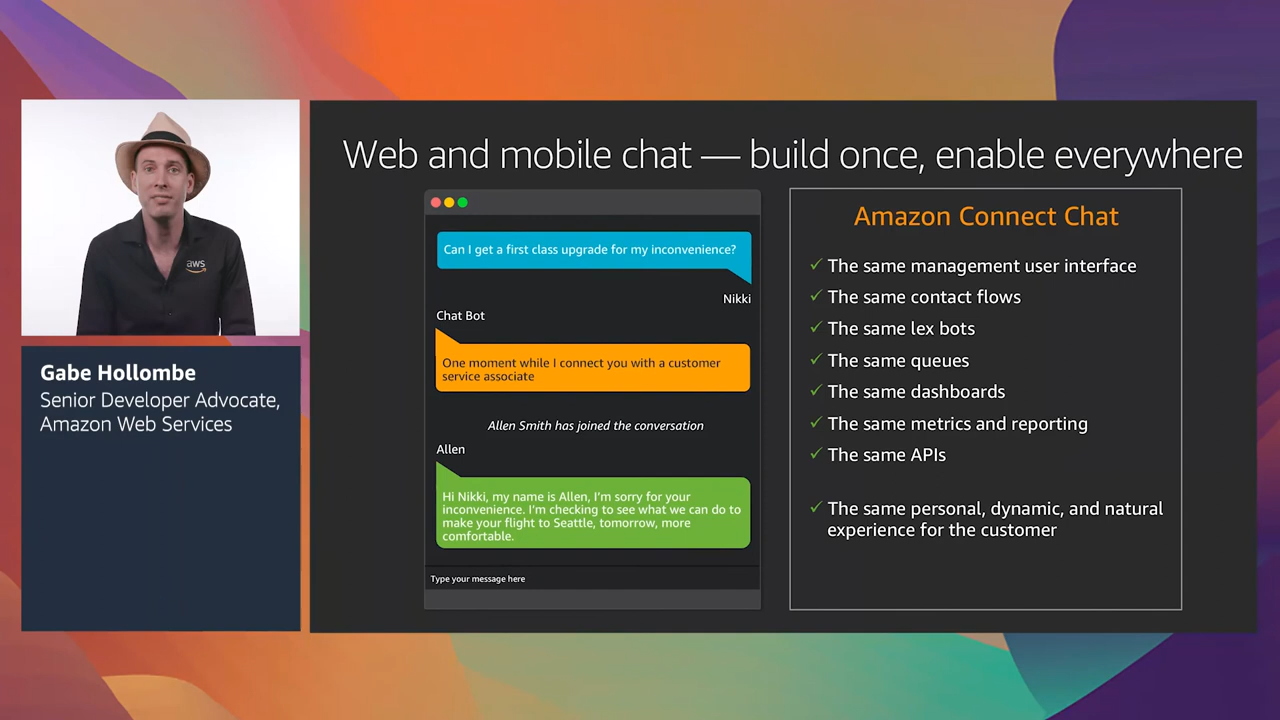 aws
Gabe Hollombe
Senior Developer Advocate,
Amazon Web Services
Web and mobile chat — build once, enable everywhere
Can I get a first class upgrade for my inconvenience?
Nikki
Chat Bot
One moment while I connect you with a customer
service associate
Allen Smith has joined the conversation
Allen
Hi Nikki, my name is Allen, I'm sorry for your
inconvenience. I'm checking to see what we can do to
make your flight to Seattle, tomorrow, more
comfortable.
Type your message here
Amazon Connect Chat
✓ The same management user interface
✓ The same contact flows
✓ The same lex bots
✓ The same queues
✓ The same dashboards
✓ The same metrics and reporting
✓ The same APIs
✓ The same personal, dynamic, and natural
experience for the customer